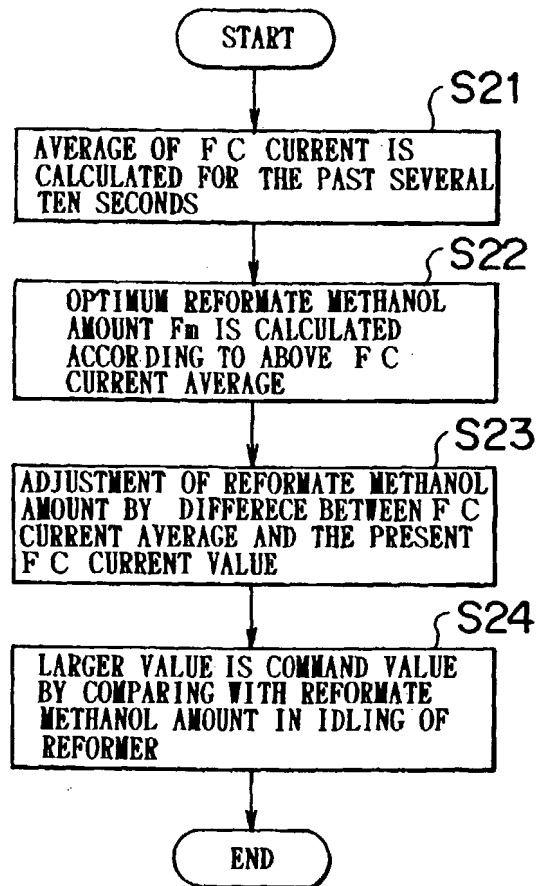 START
S21
AVERAGE OF F C CURRENT IS
CALCULATED FOR THE PAST SEVERAL
TEN SECONDS
S22
OPTIMUM REFORMATE METHANOL
AMOUNT Fm IS CALCULATED
ACCORDING TO ABOVE F C
CURRENT AVERAGE
S23
ADJUSTMENT OF REFORMATE METHANOL
AMOUNT BY DIFFERECE BETWEEN F C
CURRENT AVERAGE AND THE PRESENT
F C CURRENT VALUE
S24
LARGER VALUE IS COMMAND VALUE
BY COMPARING WITH REFORMATE
METHANOL AMOUNT IN IDLING OF
REFORMER
END